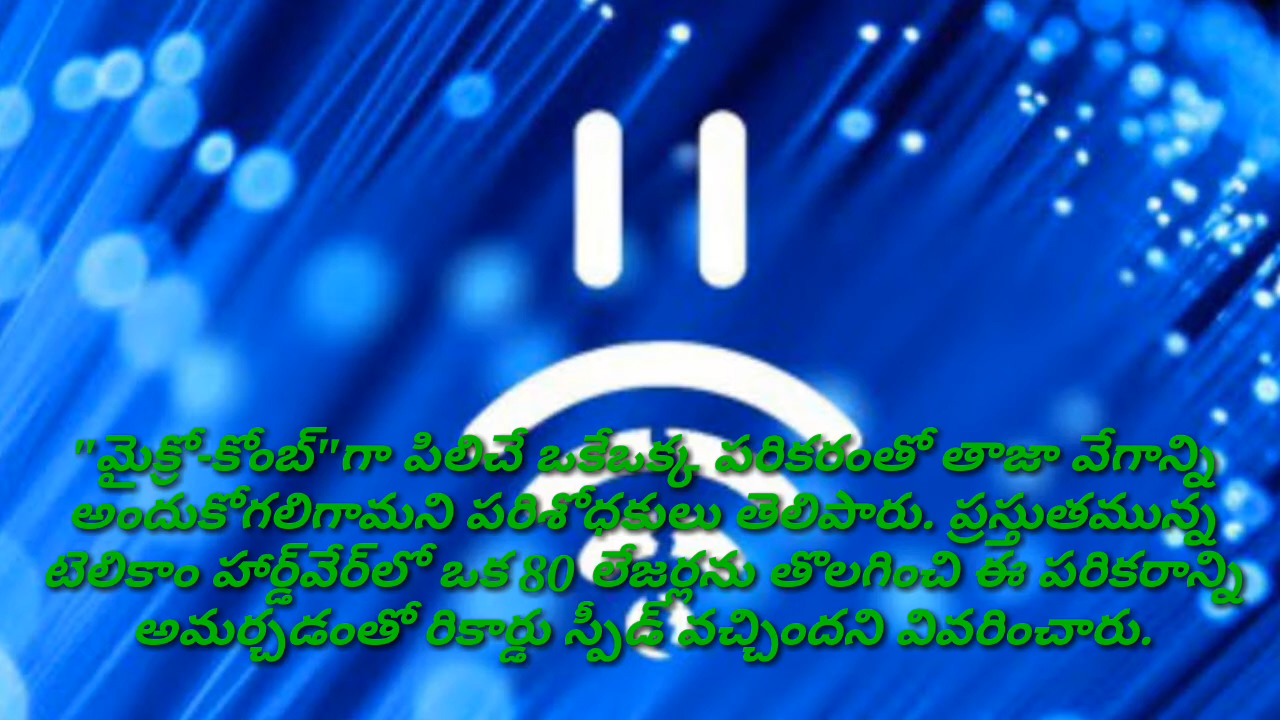 "మైక్రో-కోంబ్"గా పిలిచే ఒకేఒక్క పరికరంతో తాజా వేగాన్ని
అందుకోగలిగామని పరిశోధకులు తెలిపారు. ప్రస్తుతమున్న
టెలికాం హార్డ్‌వేర్‌లో ఒక 80 లేజర్లను తొలగించి ఈ పరికరాన్ని
అమర్చడంతో రికార్డు స్పీడ్ వచ్చిందని వివరించారు.